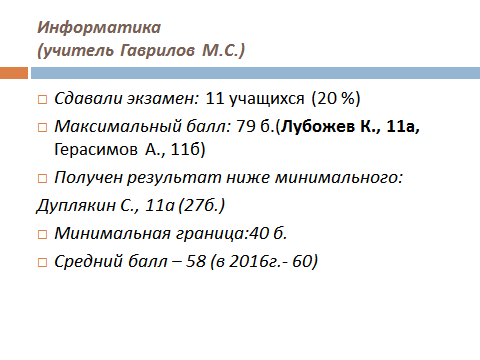 Информатика
(учитель Гаврилов М.С.)
Сдавали экзамен: 11 учащихся (20 %)
Максимальный балл: 79 б.(Лубожев К., 11а,
Герасимов А., 11б)
Получен результат ниже минимального:
Дуплякин С., 11а (27б.)
Минимальная граница:40 б.
Средний балл – 58 (в 2016г.- 60)